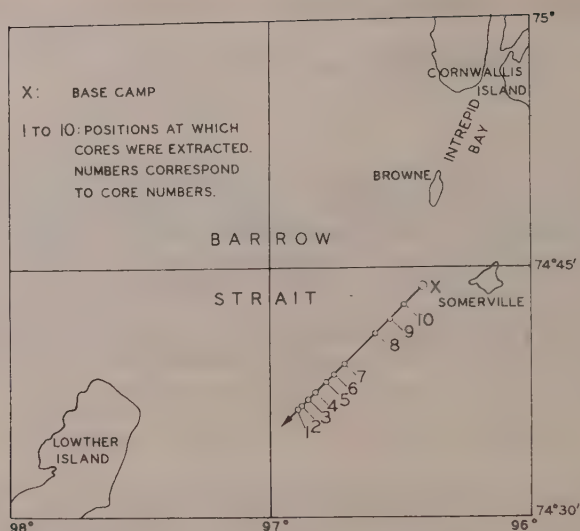 75°
CORNWALLIS
ISLAND
X: BASE CAMP
1 TO 10: POSITIONS AT WHICH
CORES WERE EXTRACTED.
NUMBERS CORRESPOND
TO CORE NUMBERS.
INTREPID
BAY
BROWNE
BARROW
74°45'
STRAIT
X
SOMERVILLE
10
9
8
7
6
5
4
3
2
1
LOWTHER
ISLAND
74°30'
98°
97°
96°